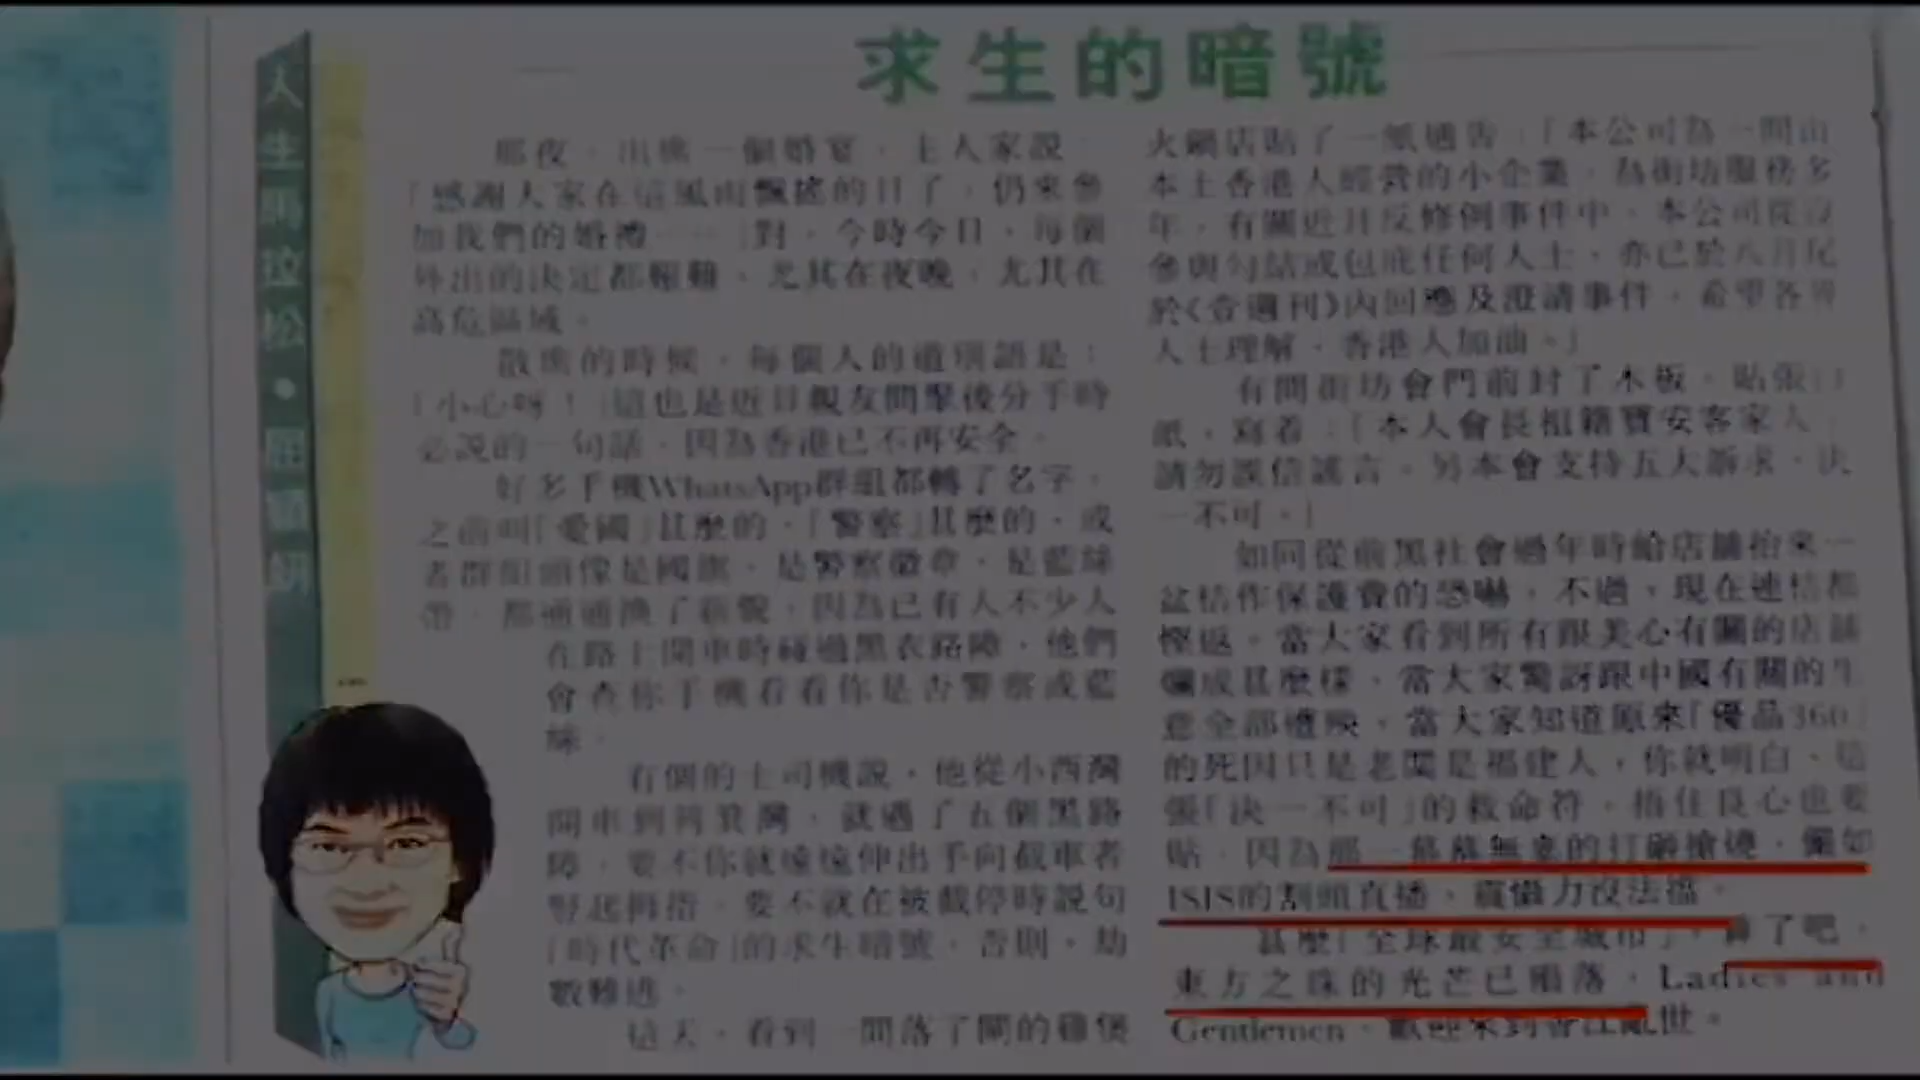 求生的暗號
人生馬拉松•屈穎妍
那夜,出席一個婚宴,主人家說:
「感謝大家在這風雨飄搖的日子,仍來參
加我們的婚禮……」對,今時今日,每個
外出的決定都艱難,尤其在夜晚,尤其在
高危區域。
散席的時候,每個人的道別語是:
「小心呀!」這也是近日親友間聚後分手時
必說的一句話,因為香港已不再安全。
好多手機WhatsApp群組都轉了名字,
之前叫「愛國」甚麼的,「警察」甚麼的,或
者群組頭像是國旗、是警察徽章、是藍絲
帶,都通通換了新貌,因為已有人不少人
在路上開車時碰過黑衣路障,他們
會查你手機看看你是否警察或藍
絲。
有個的士司機說,他從小西灣
開車到筲箕灣,就過了五個黑路
障,要不你就遠遠伸出手向截車者
豎起拇指,要不就在被截停時說句
「時代革命」的求生暗號,否則,劫
數難逃。
這天,看到一間落了閘的雞煲
火鍋店貼了一紙通告:「本公司為一間由
本土香港人經營的小企業,為街坊服務多
年,有關近月反修例事件中,本公司從沒
參與勾結或包庇任何人士,亦已於八月尾
於《壹週刊》內回應及澄清事件,希望各界
人士理解,香港人加油。」
有間街坊會門前封了木板,貼張
紙,寫着:「本人會長祖籍寶安客家人,
請勿誤信謠言。另本會支持五大訴求,決
一不可。」
如同從前黑社會過年時給店舖抬來一
盆桔作保護費的恐嚇,不過,現在連桔都
慳返。當大家看到所有跟美心有關的店舖
爛成甚麼樣、當大家驚訝跟中國有關的生
意全部遭殃,當大家知道原來「優品360」
的死因只是老闆是福建人,你就明白,這
張「決一不可」的救命符,捂住良心也要
貼,因為那一幕幕無辜的打砸搶燒,儼如
ISIS的割頭直播,震懾力沒法擋。
甚麼「全球最安全城市」,算了吧,
東方之珠的光芒已殞落,Ladies and
Gentlemen,歡迎來到香江亂世。